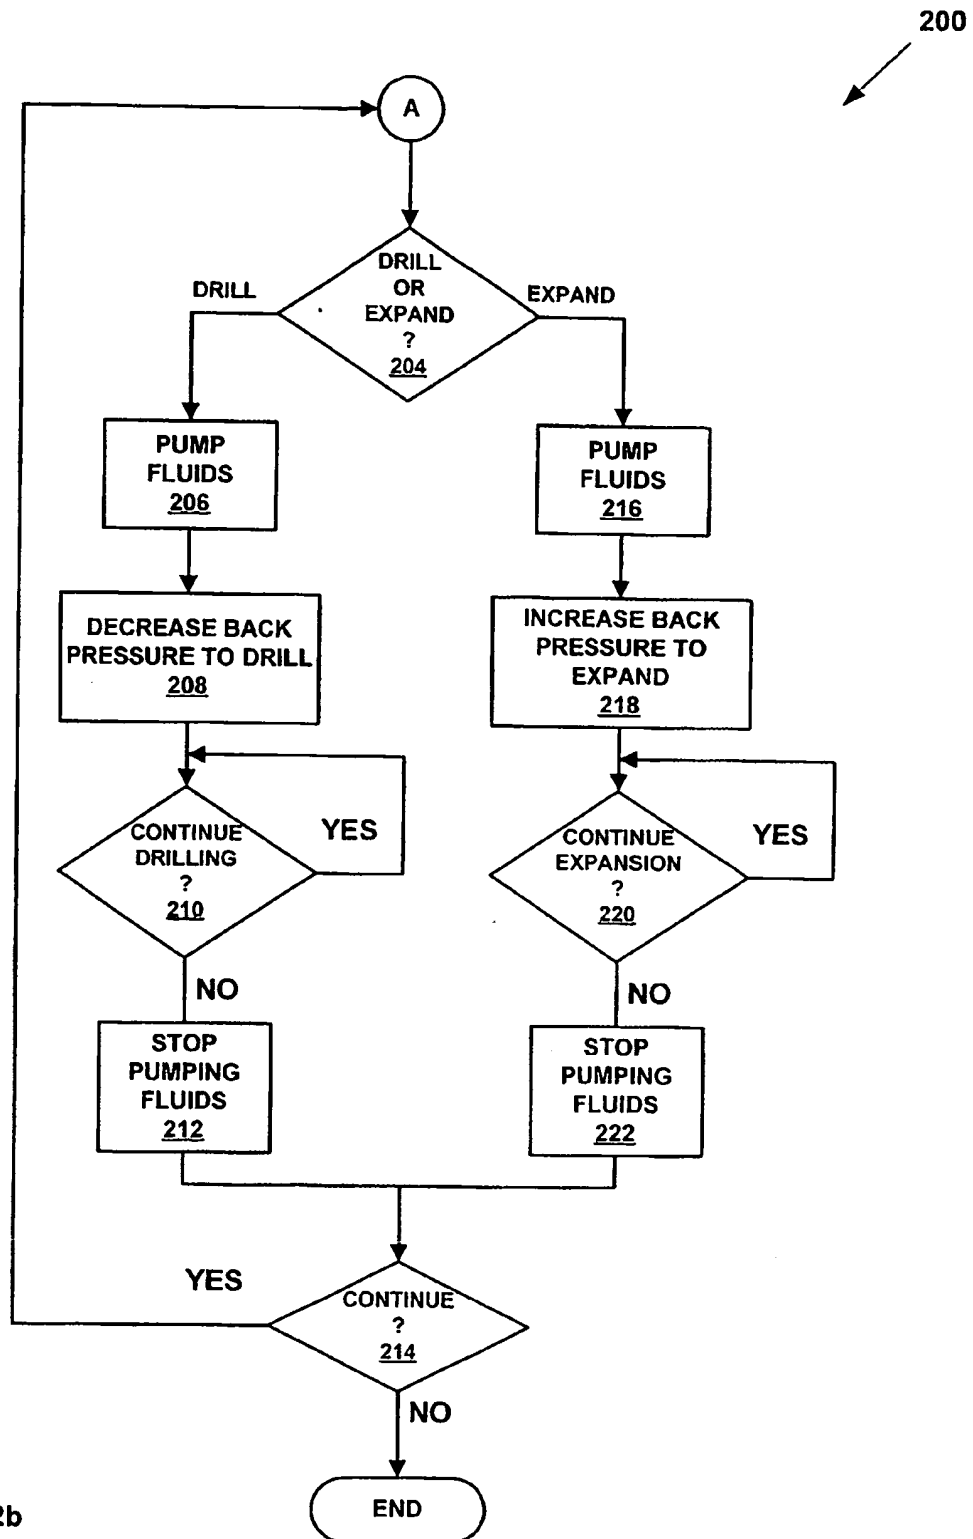 200
A
DRILL
OR
EXPAND
?
204
DRILL
EXPAND
PUMP
FLUIDS
206
PUMP
FLUIDS
216
DECREASE BACK
PRESSURE TO DRILL
208
INCREASE BACK
PRESSURE TO
EXPAND
218
CONTINUE
DRILLING
?
210
YES
CONTINUE
EXPANSION
?
220
YES
NO
NO
STOP
PUMPING
FLUIDS
212
STOP
PUMPING
FLUIDS
222
YES
CONTINUE
?
214
NO
END
2b